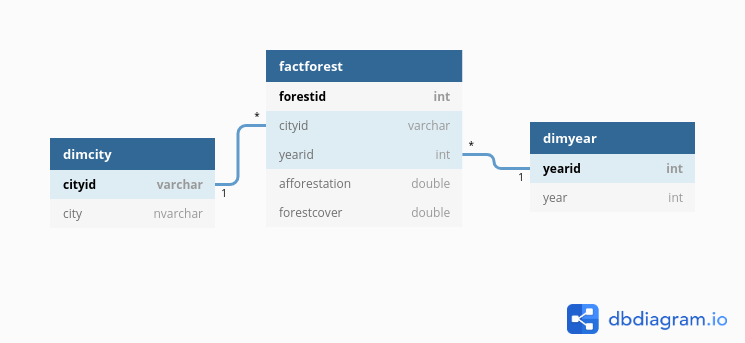 factforest
forestid int
* cityid varchar
yearid int *
afforestation double
forestcover double
dimcity
cityid varchar 1
city nvarchar
dimyear
1 yearid int
year int
dbdiagram.io